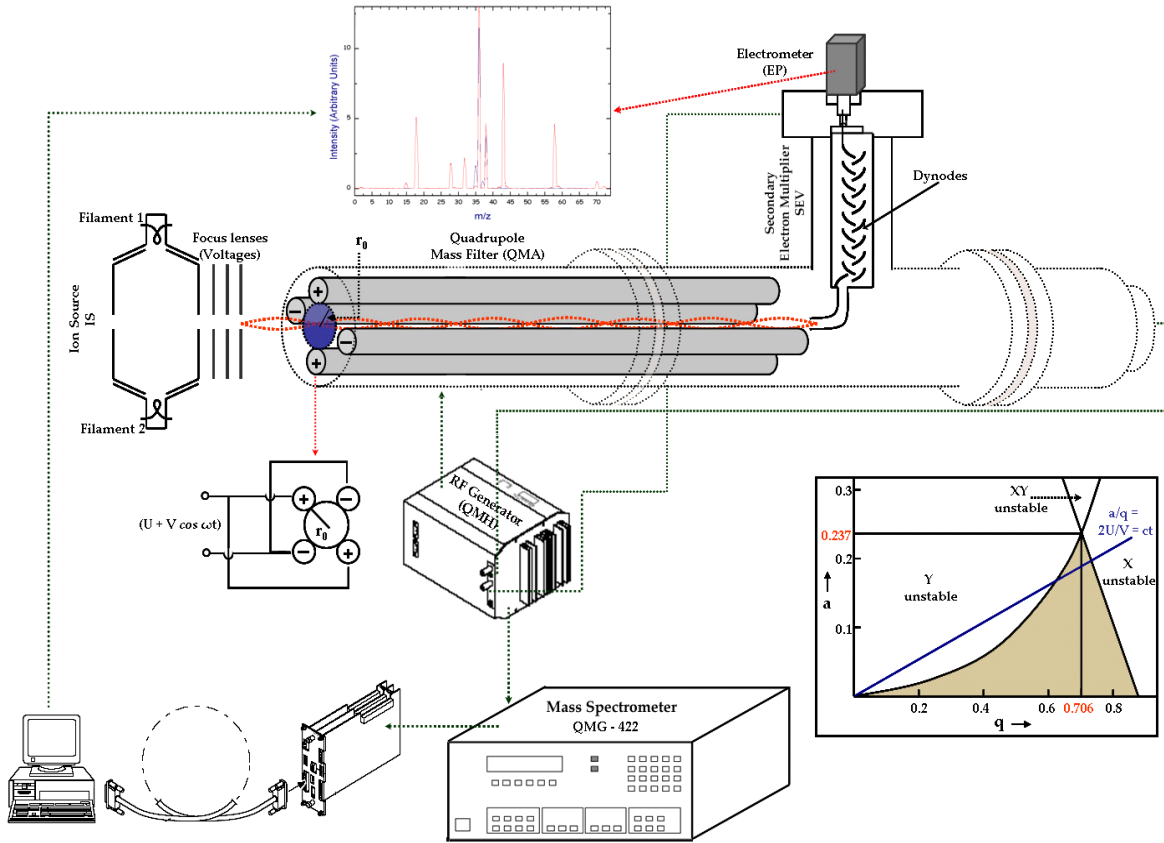 Electrometer
(EP)
Intensity (Arbitrary Units)
10
5
0
0 5 10 15 20 25 30 35 40 45 50 55 60 65 70
m/z
Secondary
Electron Multiplier
SEV
Dynodes
Filament 1
Focus lenses
(Voltages)
r0
Quadrupole
Mass Filter (QMA)
Ion Source
IS
+
−
−
+
Filament 2
(U + V cos ωt)
+
−
r0
−
+
RF Generator
(QMH)
0.3
XY
unstable
a/q =
2U/V = ct
0.237
0.2
X
unstable
Y
unstable
a
0.1
0.2
0.4
0.6
0.706
0.8
q
Mass Spectrometer
QMG - 422